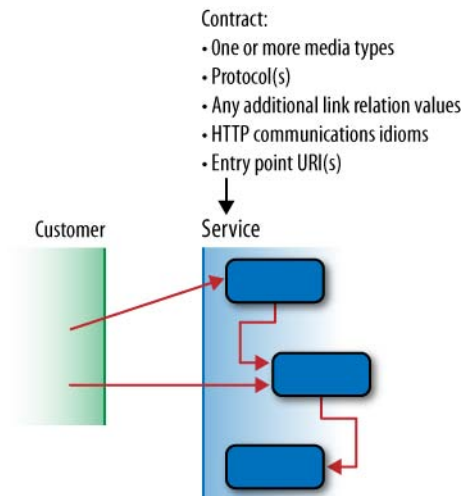 Contract:
• One or more media types
• Protocol(s)
• Any additional link relation values
• HTTP communications idioms
• Entry point URI(s)
Customer
Service